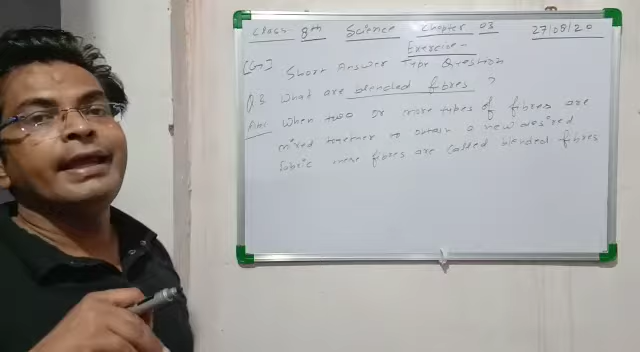 Class 8th Science Chapter 03 27/08/20
Exercise-
[G] Short Answer Type Question
Q.3 What are blended fibres ?
Ans When two or more types of fibres are
mixed together to obtain a new desired
fabric these fibres are called blended fibres